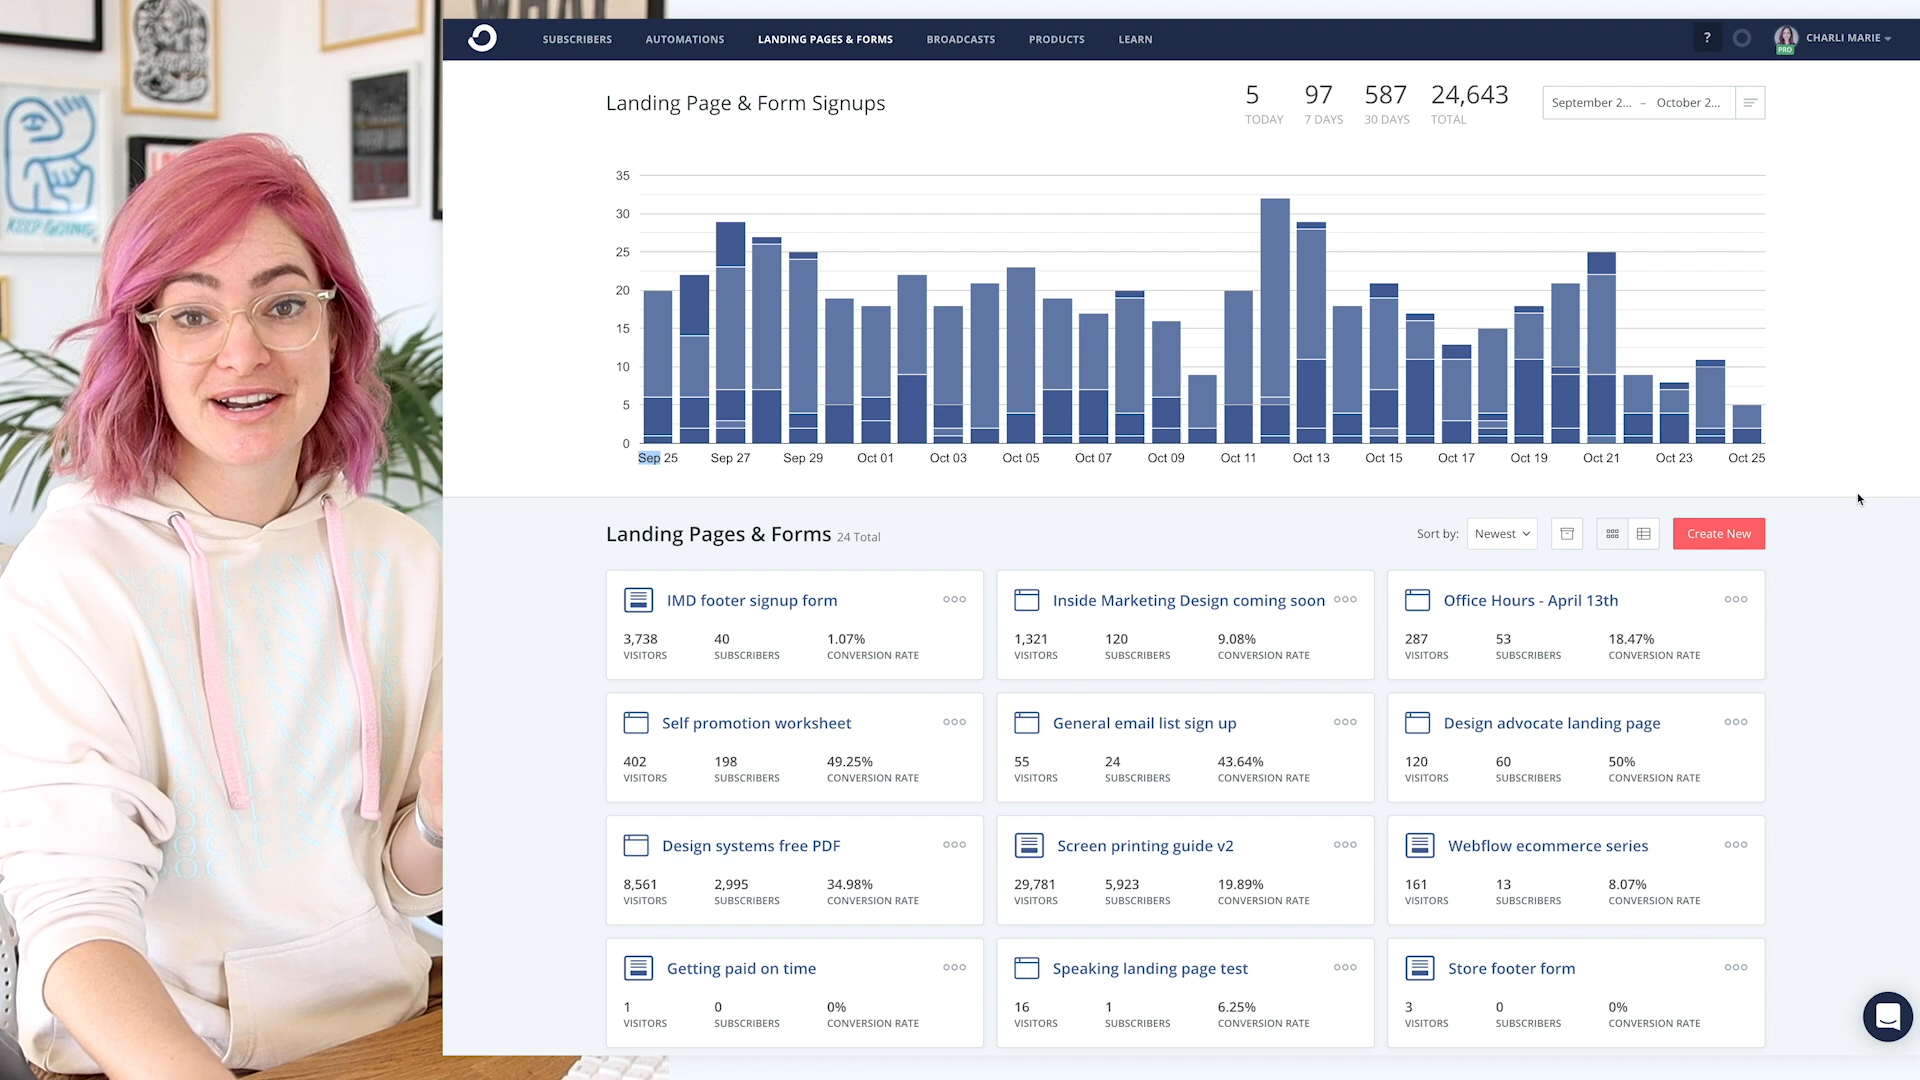 WHAT
KEEP GOING.
SUBSCRIBERS AUTOMATIONS LANDING PAGES & FORMS BROADCASTS PRODUCTS LEARN ? PRO CHARLI MARIE
Landing Page & Form Signups
5 97 587 24,643
TODAY 7 DAYS 30 DAYS TOTAL
September 2... – October 2...
35
30
25
20
15
10
5
0
Sep 25 Sep 27 Sep 29 Oct 01 Oct 03 Oct 05 Oct 07 Oct 09 Oct 11 Oct 13 Oct 15 Oct 17 Oct 19 Oct 21 Oct 23 Oct 25
Landing Pages & Forms 24 Total
Sort by: Newest Create New
IMD footer signup form
3,738 40 1.07%
VISITORS SUBSCRIBERS CONVERSION RATE
Inside Marketing Design coming soon
1,321 120 9.08%
VISITORS SUBSCRIBERS CONVERSION RATE
Office Hours - April 13th
287 53 18.47%
VISITORS SUBSCRIBERS CONVERSION RATE
Self promotion worksheet
402 198 49.25%
VISITORS SUBSCRIBERS CONVERSION RATE
General email list sign up
55 24 43.64%
VISITORS SUBSCRIBERS CONVERSION RATE
Design advocate landing page
120 60 50%
VISITORS SUBSCRIBERS CONVERSION RATE
Design systems free PDF
8,561 2,995 34.98%
VISITORS SUBSCRIBERS CONVERSION RATE
Screen printing guide v2
29,781 5,923 19.89%
VISITORS SUBSCRIBERS CONVERSION RATE
Webflow ecommerce series
161 13 8.07%
VISITORS SUBSCRIBERS CONVERSION RATE
Getting paid on time
1 0 0%
VISITORS SUBSCRIBERS CONVERSION RATE
Speaking landing page test
16 1 6.25%
VISITORS SUBSCRIBERS CONVERSION RATE
Store footer form
3 0 0%
VISITORS SUBSCRIBERS CONVERSION RATE